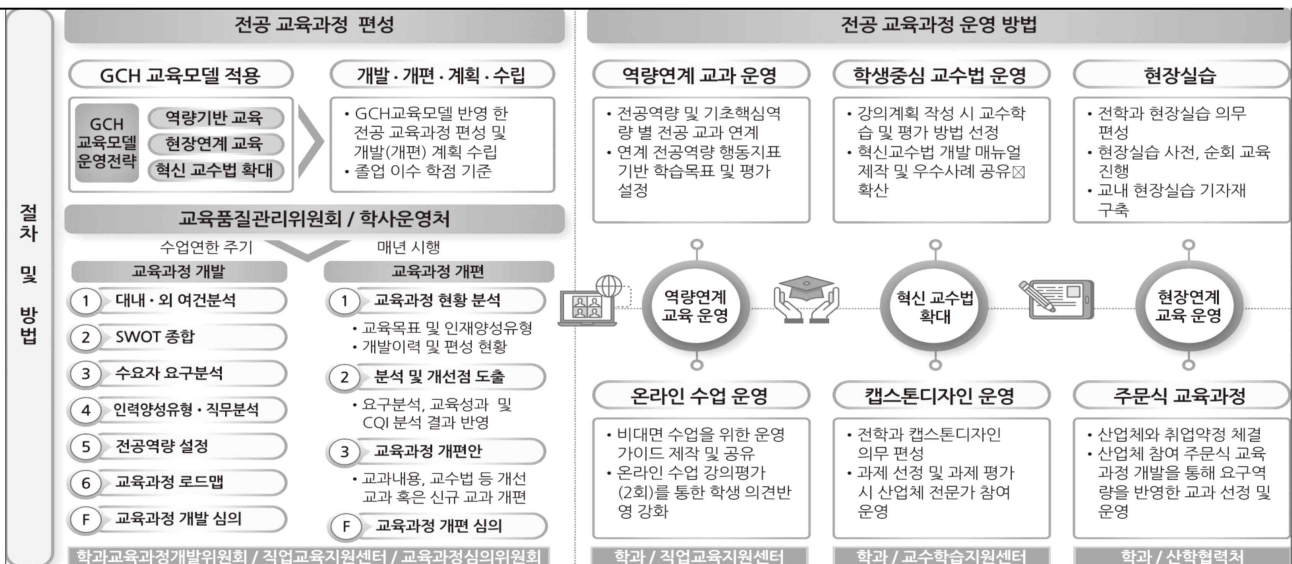 절차 및 방법
전공 교육과정 편성
GCH 교육모델 적용
GCH
교육모델
운영전략
역량기반 교육
현장연계 교육
혁신 교수법 확대
개발 · 개편 · 계획 · 수립
• GCH교육모델 반영 한
전공 교육과정 편성 및
개발(개편) 계획 수립
• 졸업 이수 학점 기준
교육품질관리위원회 / 학사운영처
수업연한 주기
매년 시행
교육과정 개발
1 대내 · 외 여건분석
2 SWOT 종합
3 수요자 요구분석
4 인력양성유형 · 직무분석
5 전공역량 설정
6 교육과정 로드맵
F 교육과정 개발 심의
교육과정 개편
1 교육과정 현황 분석
• 교육목표 및 인재양성유형
• 개발이력 및 편성 현황
2 분석 및 개선점 도출
• 요구분석, 교육성과 및
CQI 분석 결과 반영
3 교육과정 개편안
• 교과내용, 교수법 등 개선
교과 혹은 신규 교과 개편
F 교육과정 개편 심의
학과교육과정개발위원회 / 직업교육지원센터 / 교육과정심의위원회
전공 교육과정 운영 방법
역량연계 교과 운영
• 전공역량 및 기초핵심역
량 별 전공 교과 연계
• 연계 전공역량 행동지표
기반 학습목표 및 평가
설정
학생중심 교수법 운영
• 강의계획 작성 시 교수학
습 및 평가 방법 선정
• 혁신교수법 개발 매뉴얼
제작 및 우수사례 공유
확산
현장실습
• 전학과 현장실습 의무
편성
• 현장실습 사전, 순회 교육
진행
• 교내 현장실습 기자재
구축
역량연계
교육 운영
혁신 교수법
확대
현장연계
교육 운영
온라인 수업 운영
• 비대면 수업을 위한 운영
가이드 제작 및 공유
• 온라인 수업 강의평가
(2회)를 통한 학생 의견반
영 강화
캡스톤디자인 운영
• 전학과 캡스톤디자인
의무 편성
• 과제 선정 및 과제 평가
시 산업체 전문가 참여
운영
주문식 교육과정
• 산업체와 취업약정 체결
• 산업체 참여 주문식 교육
과정 개발을 통해 요구역
량을 반영한 교과 선정 및
운영
학과 / 직업교육지원센터
학과 / 교수학습지원센터
학과 / 산학협력처